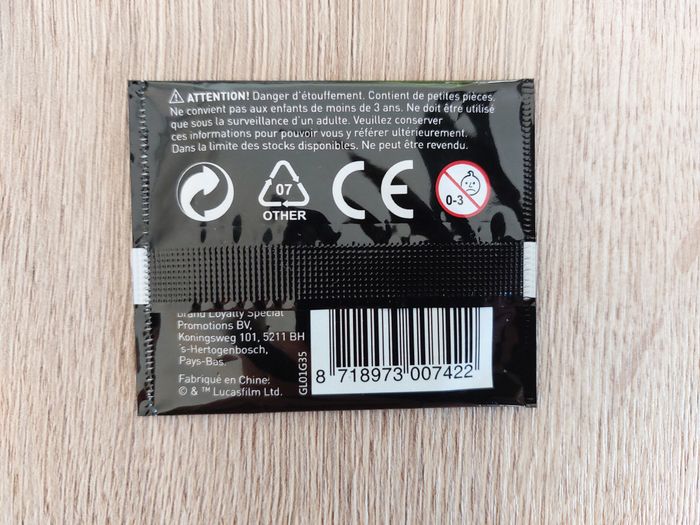 ATTENTION! Danger d'étouffement. Contient de petites pièces.
Ne convient pas aux enfants de moins de 3 ans. Ne doit être utilisé
que sous la surveillance d'un adulte. Veuillez conserver
ces informations pour pouvoir vous y référer ultérieurement.
Dans la limite des stocks disponibles. Ne peut être revendu.
07
OTHER
CE
0-3
Brand Loyalty Special
Promotions BV,
Koningsweg 101, 5211 BH
's-Hertogenbosch,
Pays-Bas.
Fabriqué en Chine:
© & ™ Lucasfilm Ltd.
GL01G35
8 718973 007422